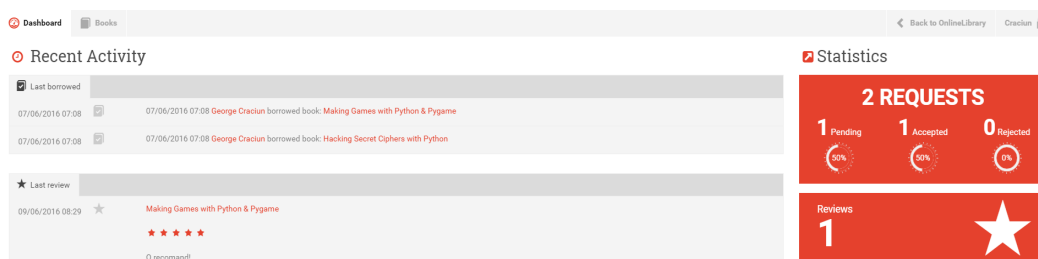 Dashboard Books Back to OnlineLibrary Craciun
Recent Activity
Last borrowed
07/06/2016 07:08 07/06/2016 07:08 George Craciun borrowed book: Making Games with Python & Pygame
07/06/2016 07:08 07/06/2016 07:08 George Craciun borrowed book: Hacking Secret Ciphers with Python
Last review
09/06/2016 08:29 Making Games with Python & Pygame
O recomand!
Statistics
2 REQUESTS
1 Pending 1 Accepted 0 Rejected
50% 50% 0%
Reviews
1